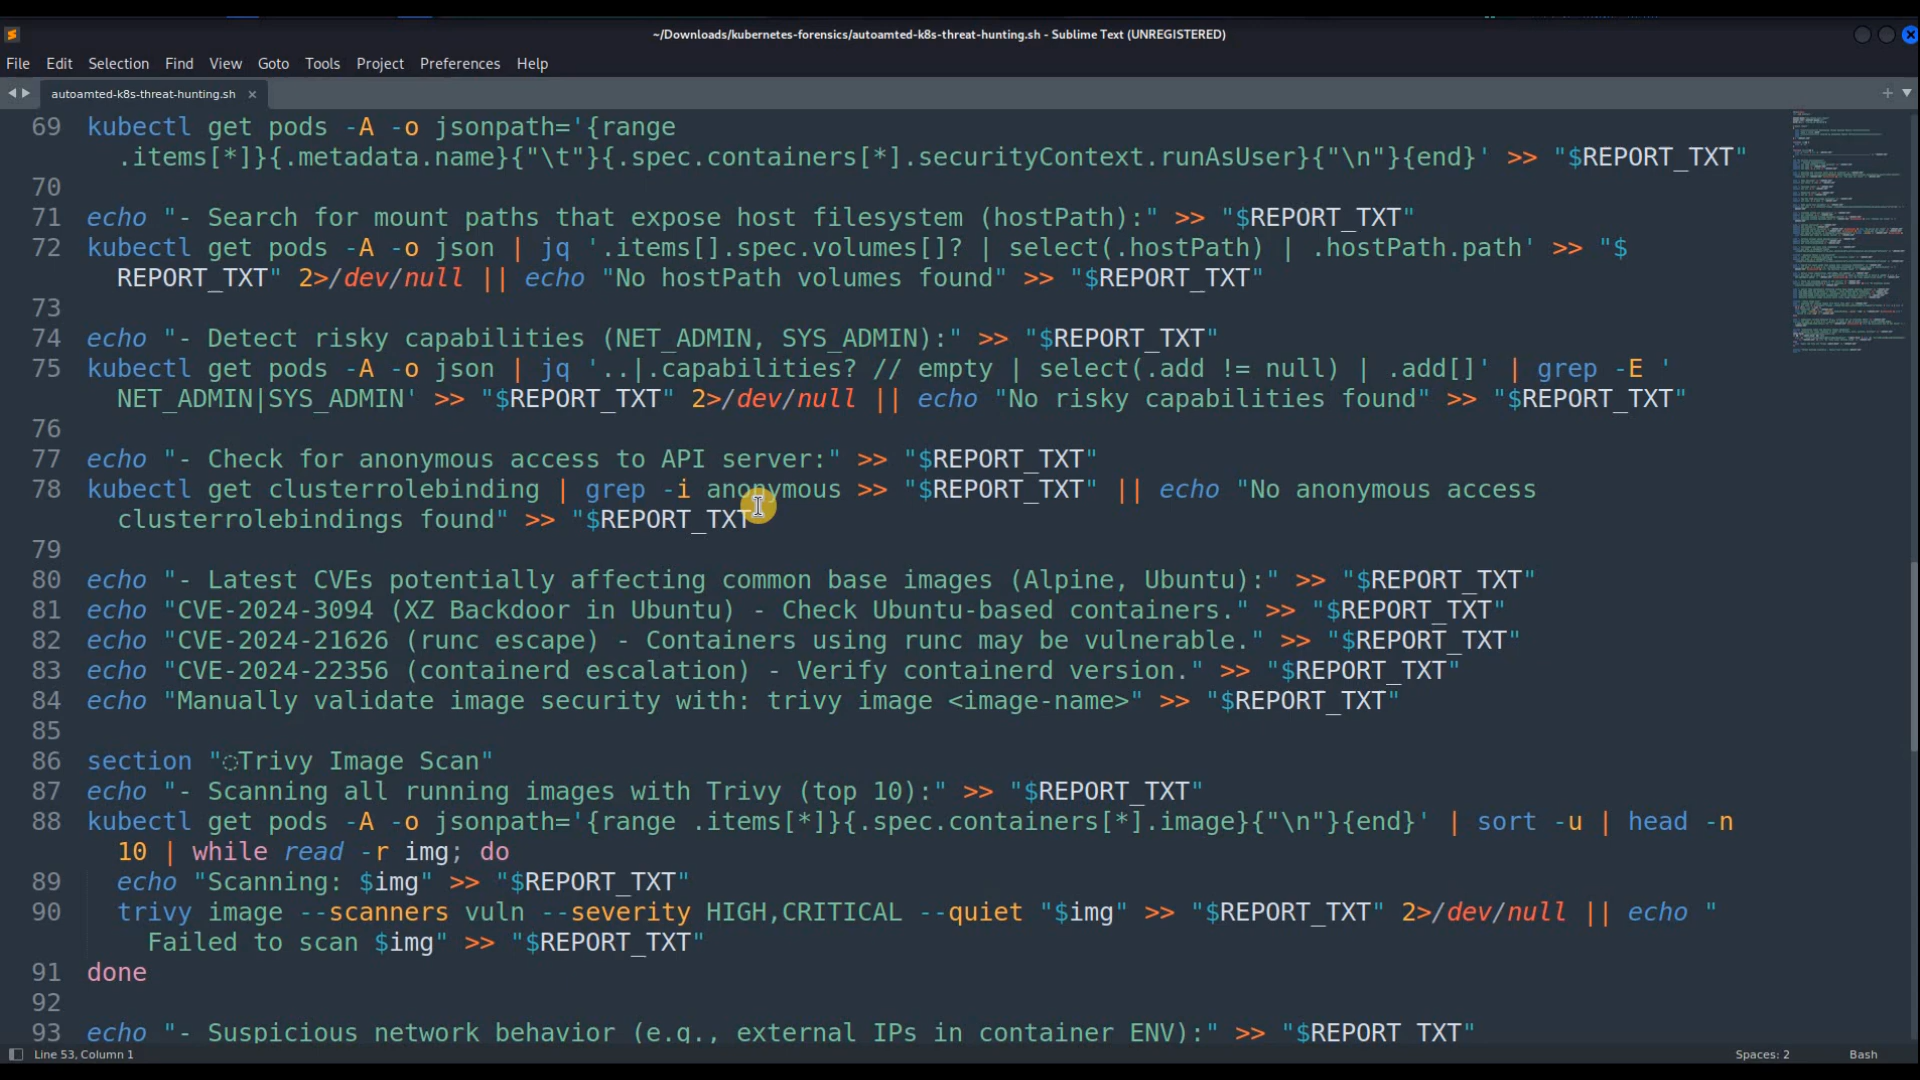 ~/Downloads/kubernetes-forensics/autoamted-k8s-threat-hunting.sh - Sublime Text (UNREGISTERED)
File Edit Selection Find View Goto Tools Project Preferences Help
autoamted-k8s-threat-hunting.sh
69 kubectl get pods -A -o jsonpath='{range
.items[*]}{.metadata.name}{"\t"}{.spec.containers[*].securityContext.runAsUser}{"\n"}{end}' >> "$REPORT_TXT"
70
71 echo "- Search for mount paths that expose host filesystem (hostPath):" >> "$REPORT_TXT"
72 kubectl get pods -A -o json | jq '.items[].spec.volumes[]? | select(.hostPath) | .hostPath.path' >> "$
REPORT_TXT" 2>/dev/null || echo "No hostPath volumes found" >> "$REPORT_TXT"
73
74 echo "- Detect risky capabilities (NET_ADMIN, SYS_ADMIN):" >> "$REPORT_TXT"
75 kubectl get pods -A -o json | jq '..|.capabilities? // empty | select(.add != null) | .add[]' | grep -E '
NET_ADMIN|SYS_ADMIN' >> "$REPORT_TXT" 2>/dev/null || echo "No risky capabilities found" >> "$REPORT_TXT"
76
77 echo "- Check for anonymous access to API server:" >> "$REPORT_TXT"
78 kubectl get clusterrolebinding | grep -i anonymous >> "$REPORT_TXT" || echo "No anonymous access
clusterrolebindings found" >> "$REPORT_TXT"
79
80 echo "- Latest CVEs potentially affecting common base images (Alpine, Ubuntu):" >> "$REPORT_TXT"
81 echo "CVE-2024-3094 (XZ Backdoor in Ubuntu) - Check Ubuntu-based containers." >> "$REPORT_TXT"
82 echo "CVE-2024-21626 (runc escape) - Containers using runc may be vulnerable." >> "$REPORT_TXT"
83 echo "CVE-2024-22356 (containerd escalation) - Verify containerd version." >> "$REPORT_TXT"
84 echo "Manually validate image security with: trivy image <image-name>" >> "$REPORT_TXT"
85
86 section "Trivy Image Scan"
87 echo "- Scanning all running images with Trivy (top 10):" >> "$REPORT_TXT"
88 kubectl get pods -A -o jsonpath='{range .items[*]}{.spec.containers[*].image}{"\n"}{end}' | sort -u | head -n
10 | while read -r img; do
89 echo "Scanning: $img" >> "$REPORT_TXT"
90 trivy image --scanners vuln --severity HIGH,CRITICAL --quiet "$img" >> "$REPORT_TXT" 2>/dev/null || echo "
Failed to scan $img" >> "$REPORT_TXT"
91 done
92
93 echo "- Suspicious network behavior (e.g., external IPs in container ENV):" >> "$REPORT_TXT"
Line 53, Column 1
Spaces: 2
Bash